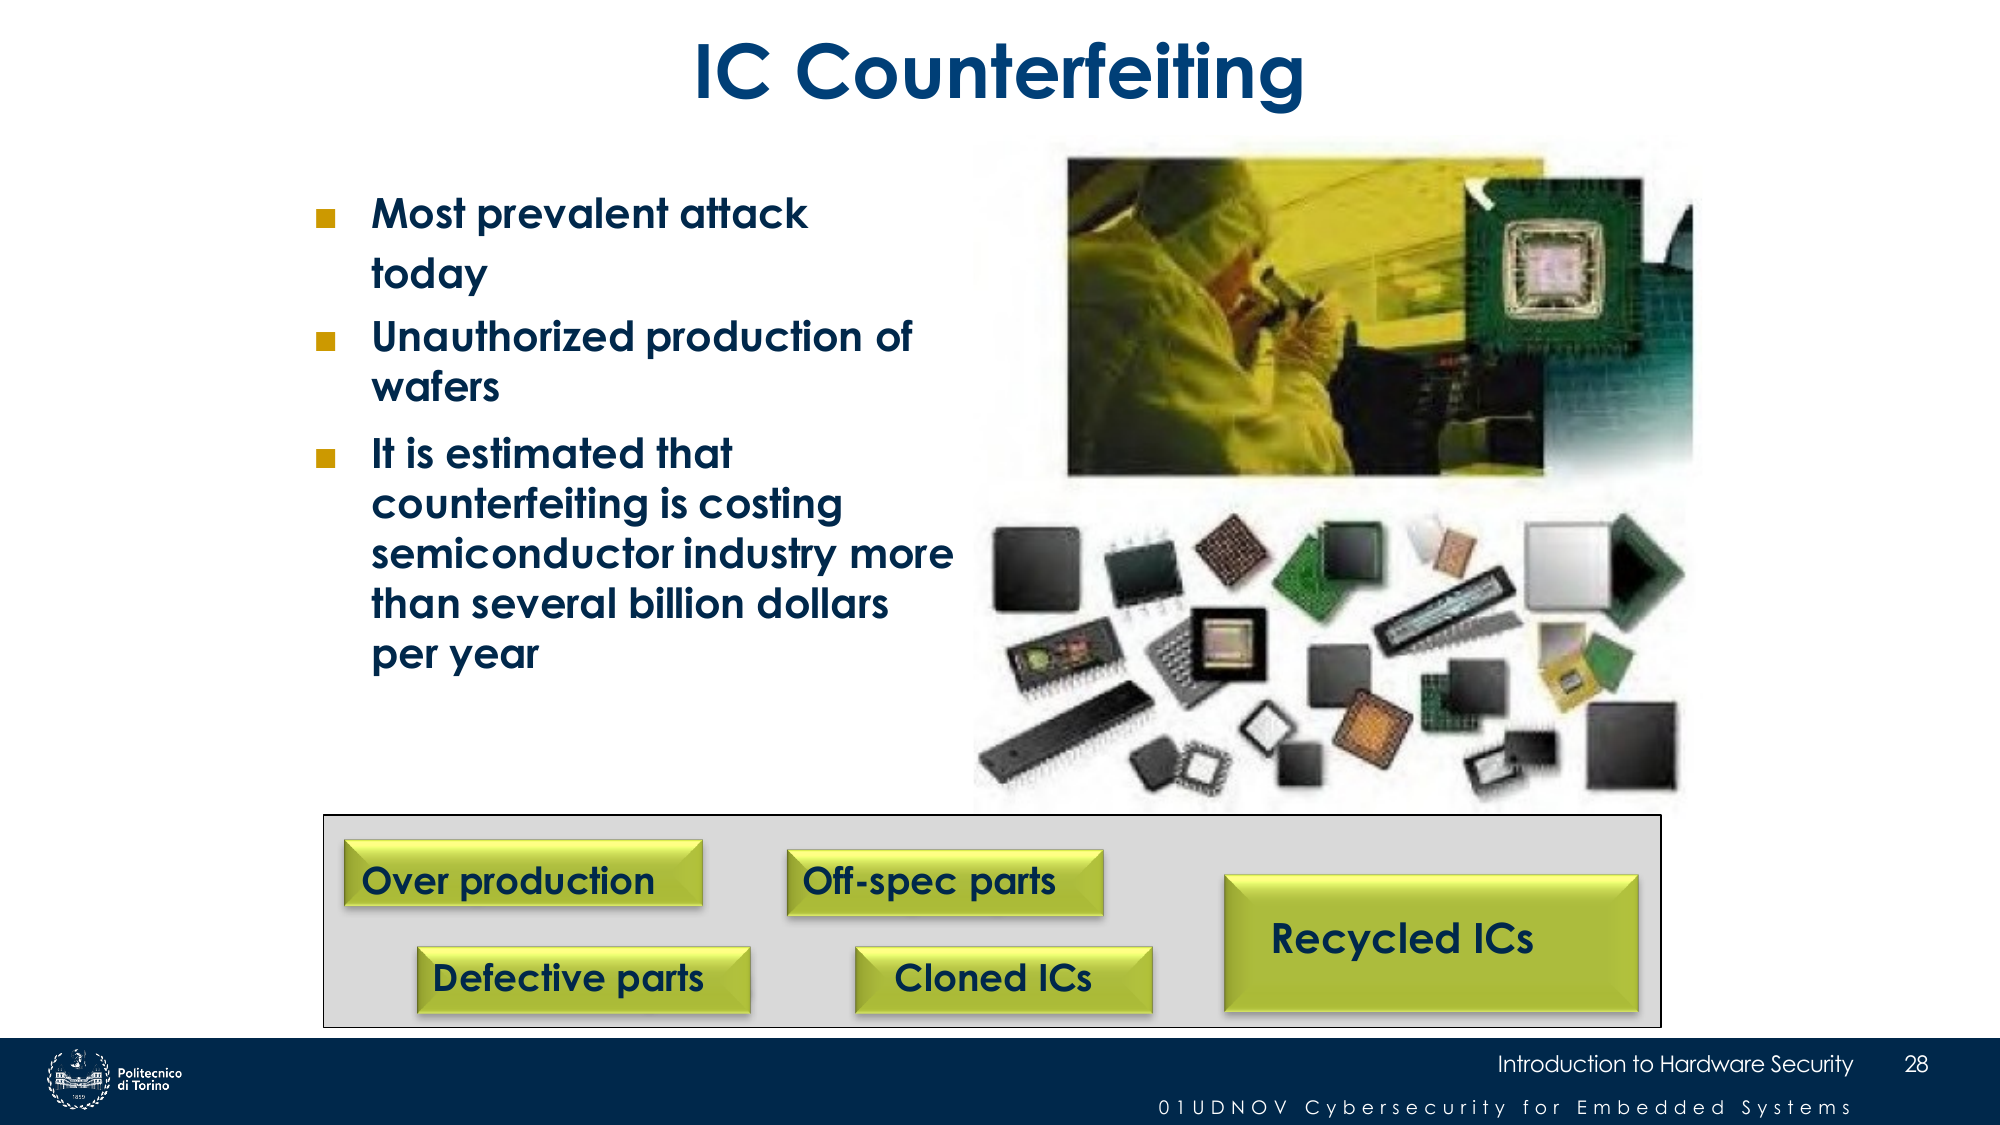 IC Counterfeiting
■ Most prevalent attack
today
■ Unauthorized production of
wafers
■ It is estimated that
counterfeiting is costing
semiconductor industry more
than several billion dollars
per year
Over production
Off-spec parts
Recycled ICs
Defective parts
Cloned ICs
Politecnico
di Torino
1859
Introduction to Hardware Security 28
01UDNOV Cybersecurity for Embedded Systems